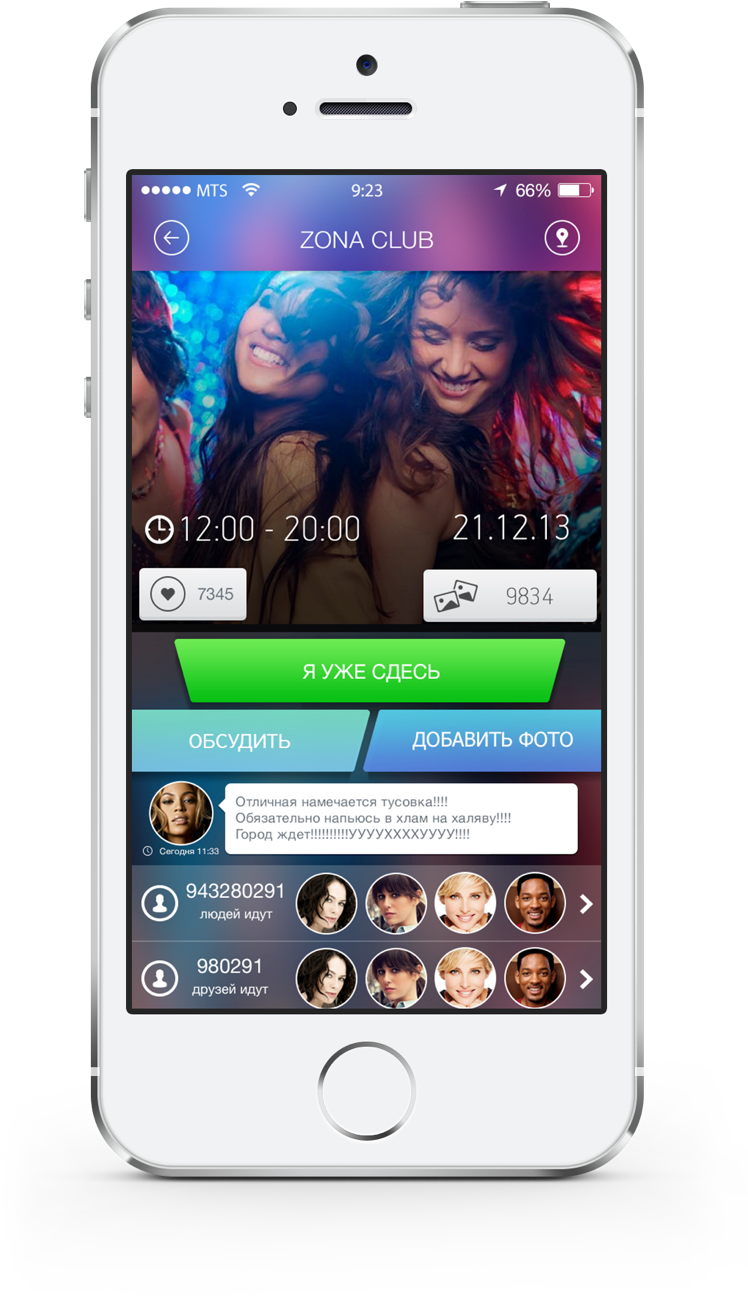 MTS 9:23 66%
ZONA CLUB
12:00 - 20:00 21.12.13
7345 9834
Я УЖЕ СДЕСЬ
ОБСУДИТЬ ДОБАВИТЬ ФОТО
Отличная намечается тусовка!!!!
Обязательно напьюсь в хлам на халяву!!!!
Город ждет!!!!!!!!!!УУУУХХХХУУУУ!!!!
Сегодня 11:33
943280291
людей идут
980291
друзей идут